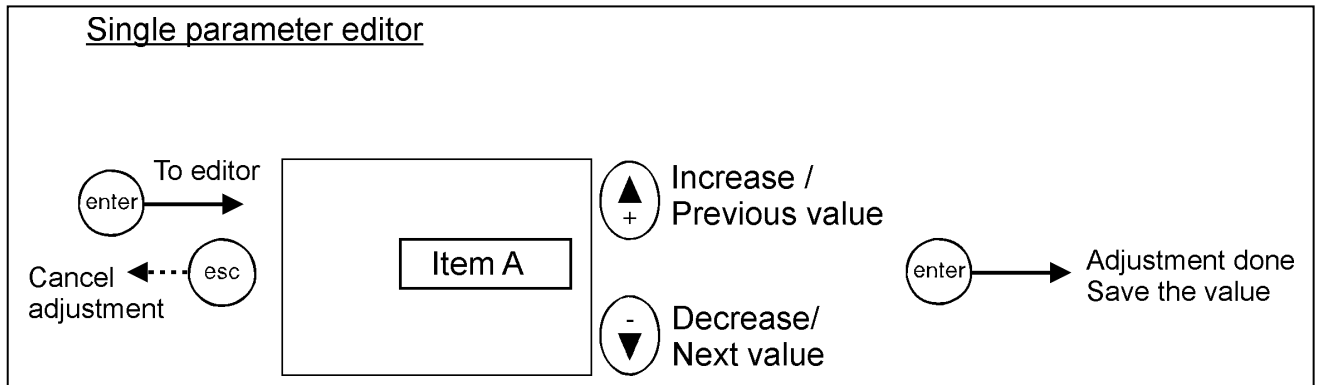 Single parameter editor
To editor
enter
esc
Cancel
adjustment
Item A
+
Increase /
Previous value
-
Decrease/
Next value
enter
Adjustment done
Save the value